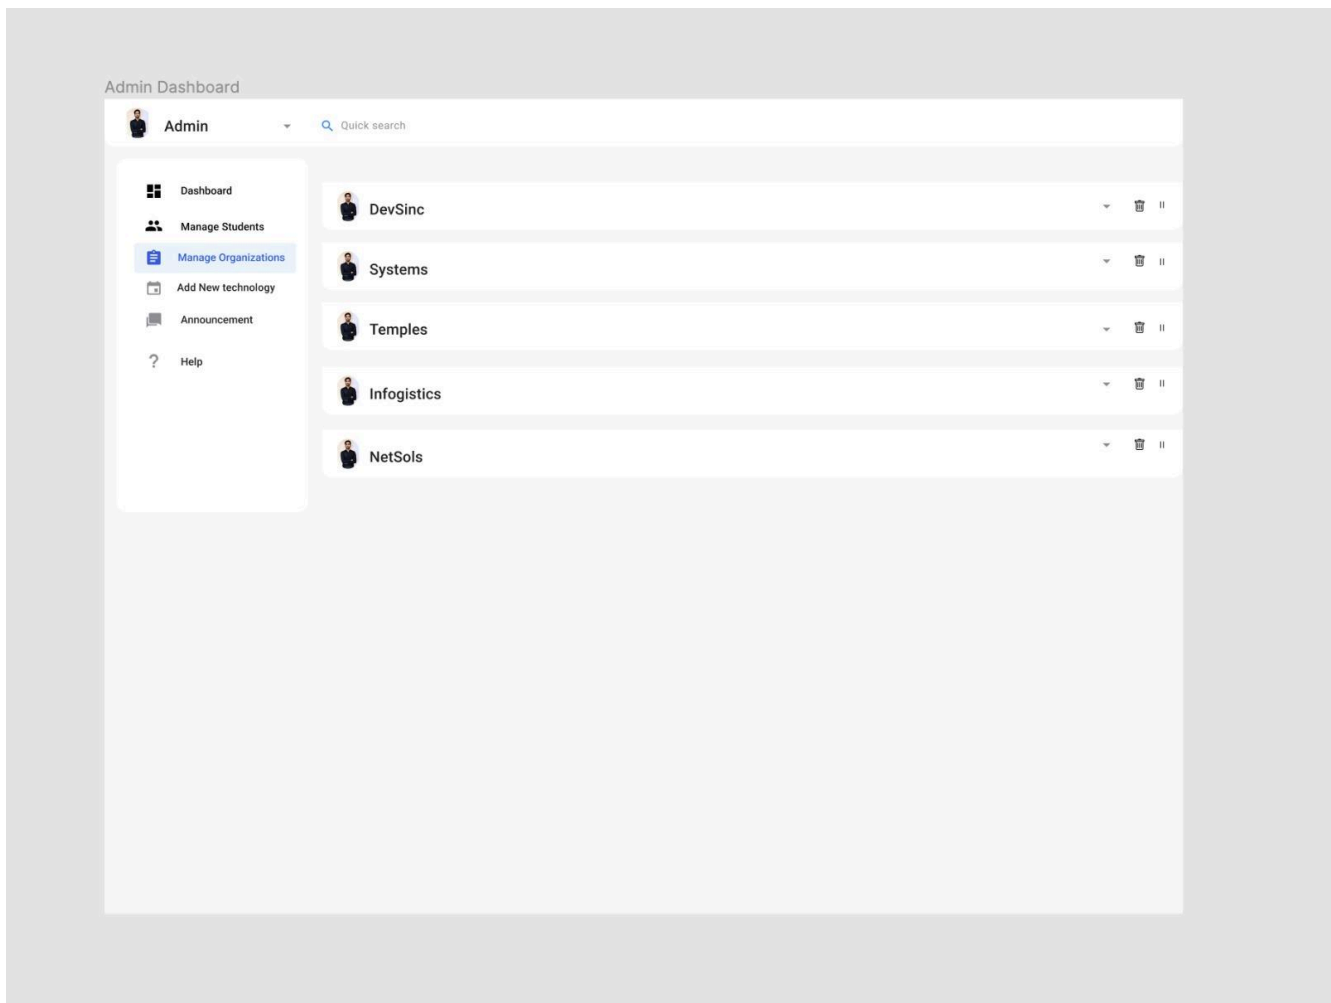 Admin Dashboard
Admin
Quick search
Dashboard
Manage Students
Manage Organizations
Add New technology
Announcement
? Help
DevSinc
Systems
Temples
Infogistics
NetSols